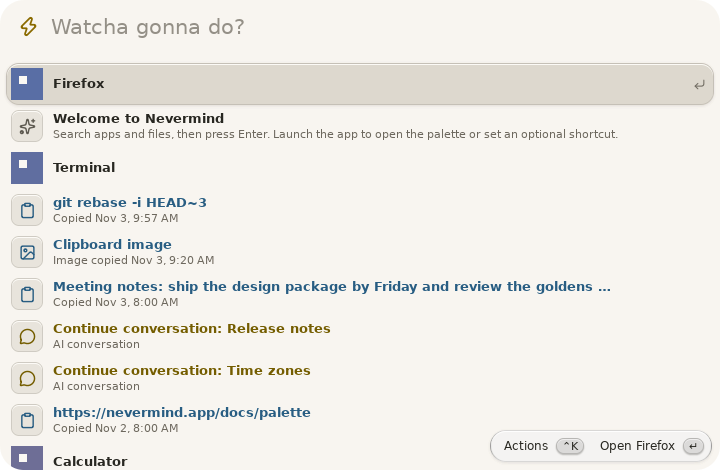 Watcha gonna do?
Firefox
Welcome to Nevermind
Search apps and files, then press Enter. Launch the app to open the palette or set an optional shortcut.
Terminal
git rebase -i HEAD~3
Copied Nov 3, 9:57 AM
Clipboard image
Image copied Nov 3, 9:20 AM
Meeting notes: ship the design package by Friday and review the goldens ...
Copied Nov 3, 8:00 AM
Continue conversation: Release notes
AI conversation
Continue conversation: Time zones
AI conversation
https://nevermind.app/docs/palette
Copied Nov 2, 8:00 AM
Actions ^K Open Firefox ↵
Calculator